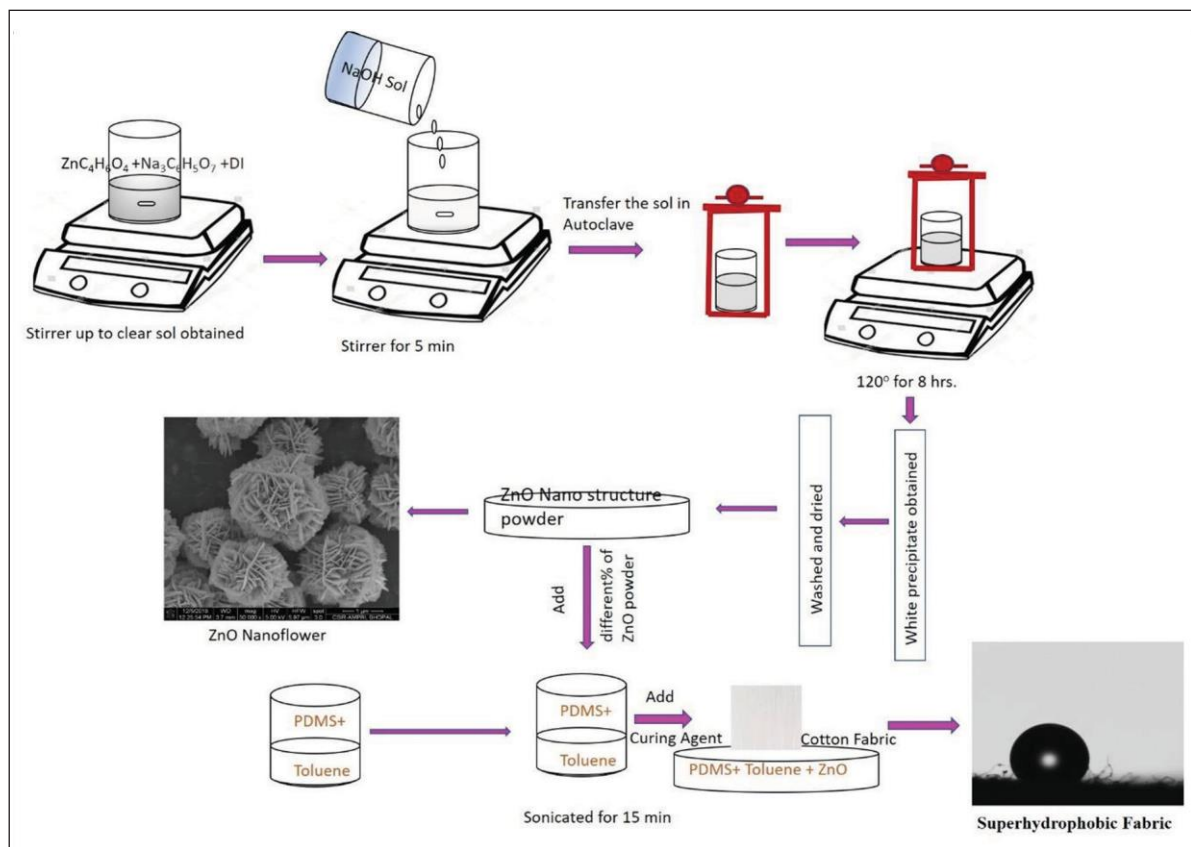 NaOH Sol
ZnC₄H₆O₄ +Na₃C₆H₅O₇ +DI
Stirrer up to clear sol obtained
Stirrer for 5 min
Transfer the sol in
Autoclave
120° for 8 hrs.
White precipitate obtained
Washed and dried
ZnO Nano structure
powder
ZnO Nanoflower
Add
different% of
ZnO powder
PDMS+
Toluene
PDMS+
Toluene
Sonicated for 15 min
Add
Curing Agent
Cotton Fabric
PDMS+ Toluene + ZnO
Superhydrophobic Fabric